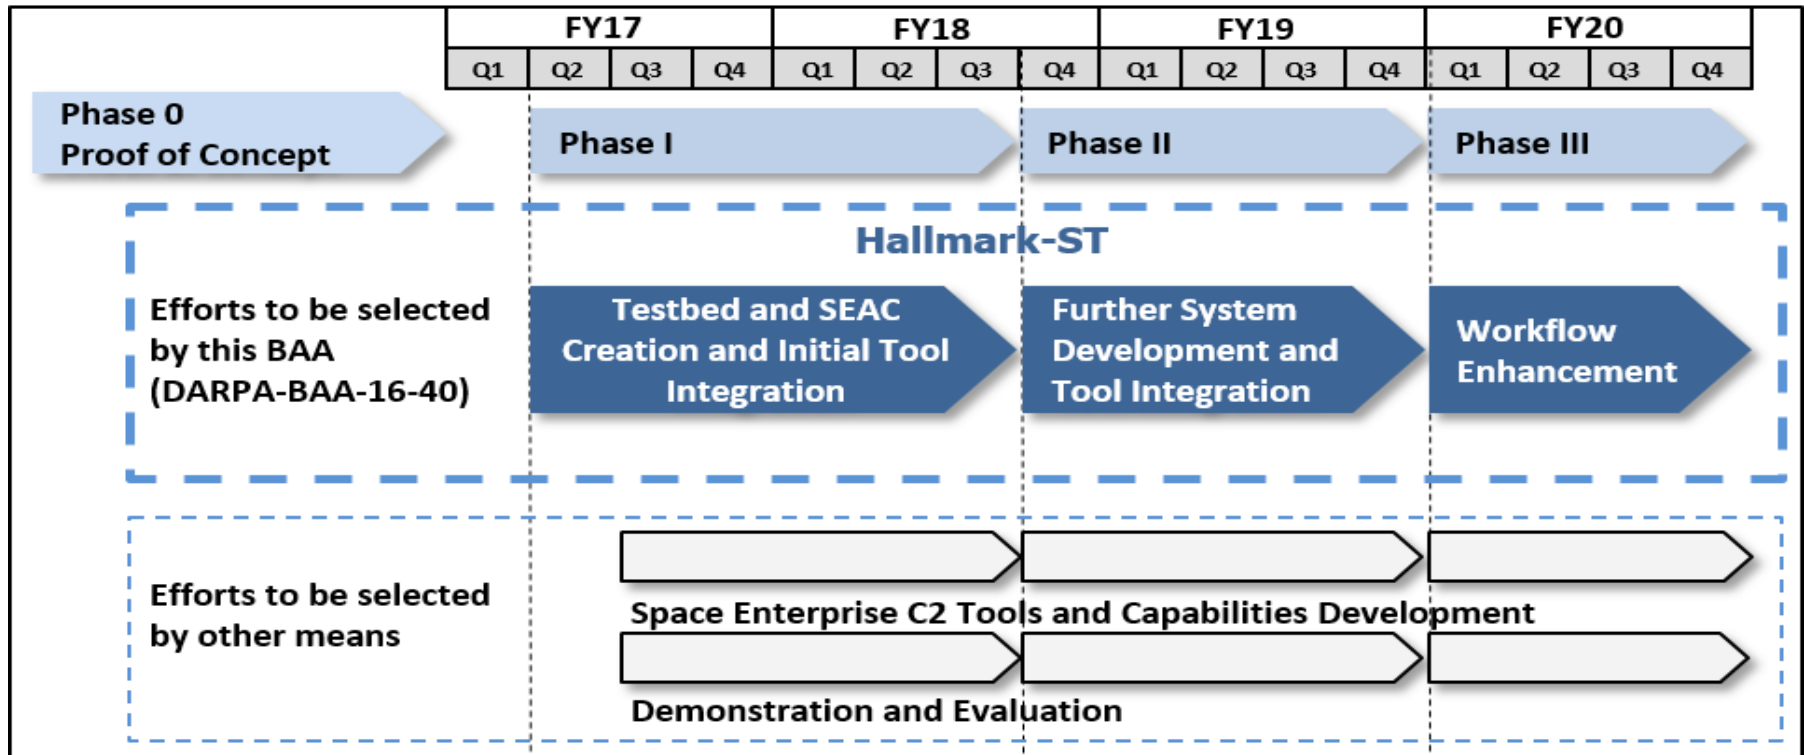 FY17 FY18 FY19 FY20
Q1 Q2 Q3 Q4 Q1 Q2 Q3 Q4 Q1 Q2 Q3 Q4 Q1 Q2 Q3 Q4
Phase 0
Proof of Concept
Phase I
Phase II
Phase III
Hallmark-ST
Efforts to be selected
by this BAA
(DARPA-BAA-16-40)
Testbed and SEAC
Creation and Initial Tool
Integration
Further System
Development and
Tool Integration
Workflow
Enhancement
Efforts to be selected
by other means
Space Enterprise C2 Tools and Capabilities Development
Demonstration and Evaluation